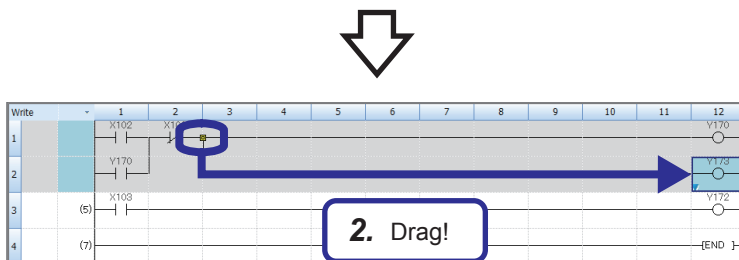 Write 1 2 3 4 5 6 7 8 9 10 11 12
X102 Y170
1
Y170 Y173
2
X103 Y172
3 (5)
2. Drag!
4 (7) [END ]